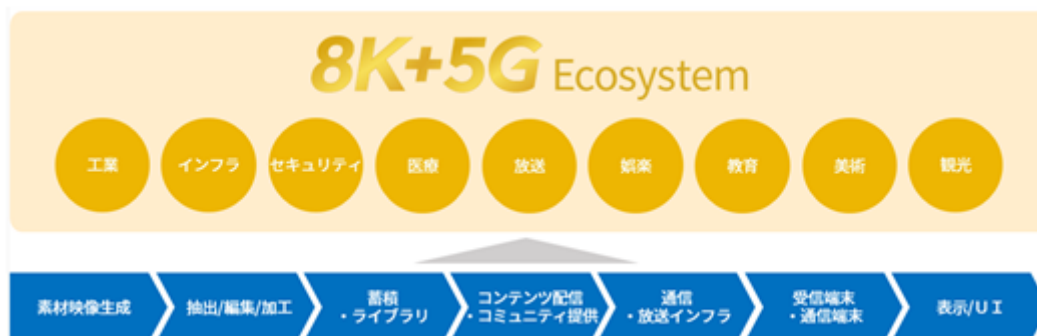 8K+5G Ecosystem
工業
インフラ
セキュリティ
医療
放送
娯楽
教育
美術
観光
素材映像生成
抽出/編集/加工
蓄積
・ライブラリ
コンテンツ配信
・コミュニティ提供
通信
・放送インフラ
受信端末
・通信端末
表示/UI